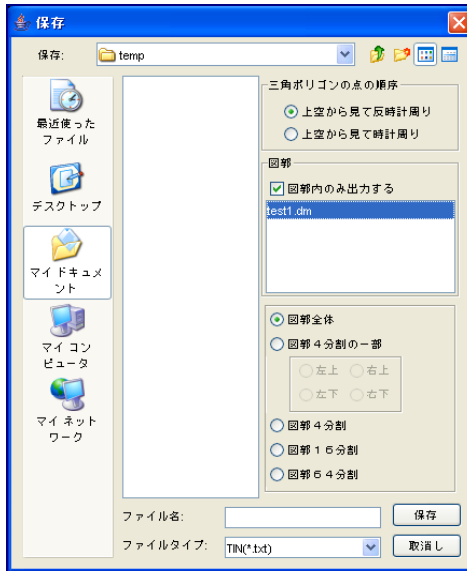 保存
保存:
temp
最近使った
ファイル
デスクトップ
マイ ドキュメ
ント
マイ コン
ピュータ
マイ ネット
ワーク
三角ポリゴンの点の順序
上空から見て反時計周り
上空から見て時計周り
図郭
図郭内のみ出力する
test1.dm
図郭全体
図郭４分割の一部
左上 右上
左下 右下
図郭４分割
図郭１６分割
図郭６４分割
ファイル名:
保存
ファイルタイプ:
TIN(*.txt)
取消し